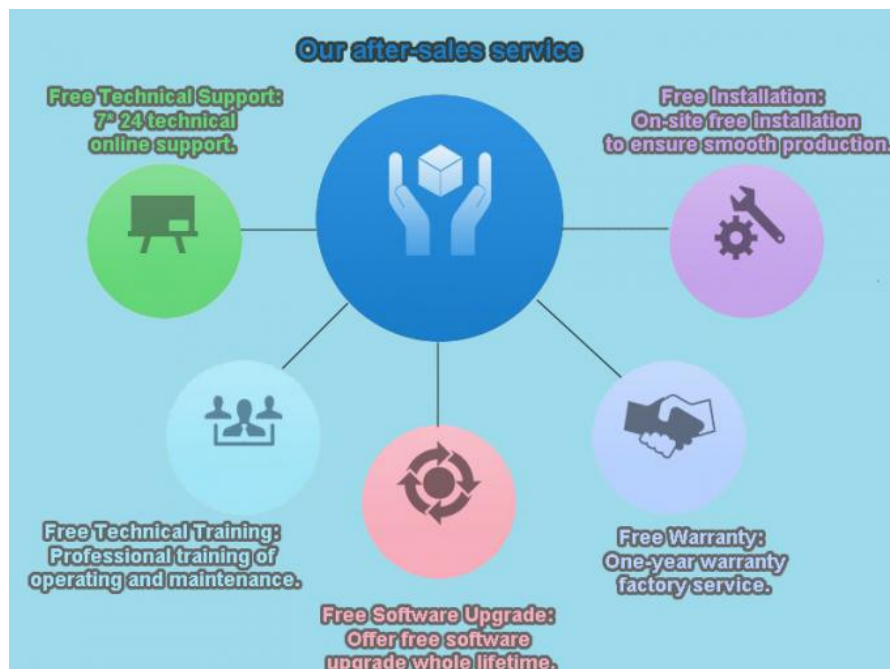 Our after-sales service
Free Technical Support:
7* 24 technical
online support.
Free Installation:
On-site free installation
to ensure smooth production.
Free Technical Training:
Professional training of
operating and maintenance.
Free Warranty:
One-year warranty
factory service.
Free Software Upgrade:
Offer free software
upgrade whole lifetime.